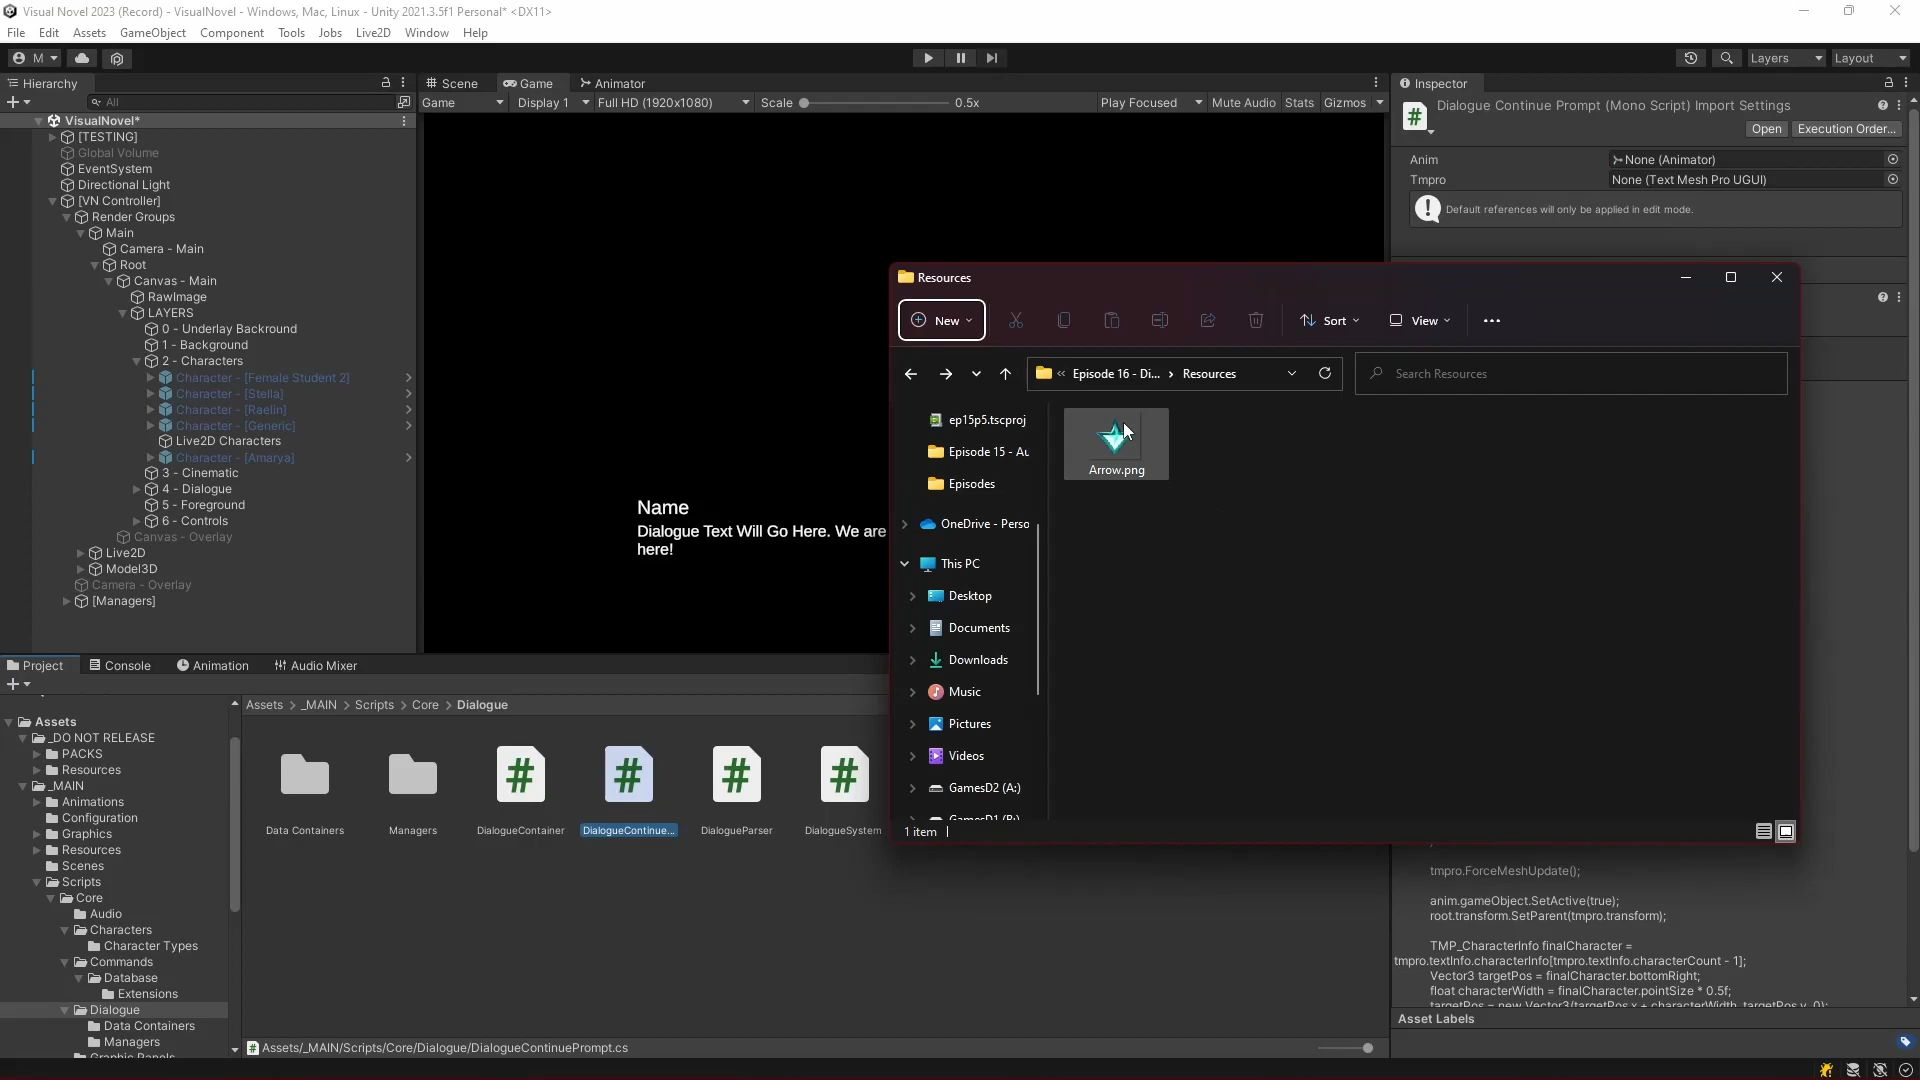 Visual Novel 2023 (Record) - VisualNovel - Windows, Mac, Linux - Unity 2021.3.5f1 Personal* <DX11>
File Edit Assets GameObject Component Tools Jobs Live2D Window Help
M Layers Layout
Hierarchy Scene Game Animator Inspector
All Game Display 1 Full HD (1920x1080) Scale 0.5x Play Focused Mute Audio Stats Gizmos
Dialogue Continue Prompt (Mono Script) Import Settings
Open Execution Order...
Anim None (Animator)
Tmpro None (Text Mesh Pro UGUI)
Default references will only be applied in edit mode.
VisualNovel*
[TESTING]
Global Volume
EventSystem
Directional Light
[VN Controller]
Render Groups
Main
Camera - Main
Root
Canvas - Main
RawImage
LAYERS
0 - Underlay Backround
1 - Background
2 - Characters
Character - [Female Student 2]
Character - [Stella]
Character - [Raelin]
Character - [Generic]
Live2D Characters
Character - [Amarya]
3 - Cinematic
4 - Dialogue
5 - Foreground
6 - Controls
Canvas - Overlay
Live2D
Model3D
Camera - Overlay
[Managers]
Name
Dialogue Text Will Go Here. We are
here!
Resources
New Sort View
Episode 16 - Di... Resources Search Resources
ep15p5.tscproj
Episode 15 - Au
Episodes
OneDrive - Perso
This PC
Desktop
Documents
Downloads
Music
Pictures
Videos
GamesD2 (A:)
Arrow.png
1 item
Project Console Animation Audio Mixer
Assets > _MAIN > Scripts > Core > Dialogue
Assets
_DO NOT RELEASE
PACKS
Resources
_MAIN
Animations
Configuration
Graphics
Resources
Scenes
Scripts
Core
Audio
Characters
Character Types
Commands
Database
Extensions
Dialogue
Data Containers
Managers
Graphic Panels
Data Containers Managers DialogueContainer DialogueContinue... DialogueParser DialogueSystem
Assets/_MAIN/Scripts/Core/Dialogue/DialogueContinuePrompt.cs
tmpro.ForceMeshUpdate();
anim.gameObject.SetActive(true);
root.transform.SetParent(tmpro.transform);
TMP_CharacterInfo finalCharacter =
tmpro.textInfo.characterInfo[tmpro.textInfo.characterCount - 1];
Vector3 targetPos = finalCharacter.bottomRight;
float characterWidth = finalCharacter.pointSize * 0.5f;
targetPos = new Vector3(targetPos.x + characterWidth, targetPos.y, 0);
Asset Labels